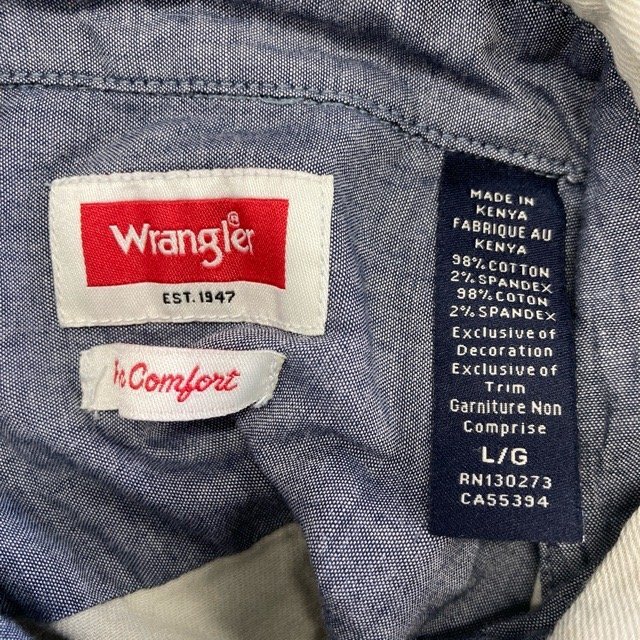 Wrangler®
EST. 1947
Comfort
MADE IN
KENYA
FABRIQUE AU
KENYA
98% COTTON
2% SPANDEX
98% COTON
2% SPANDEX
Exclusive of
Decoration
Exclusive of
Trim
Garniture Non
Comprise
L/G
RN130273
CA55394